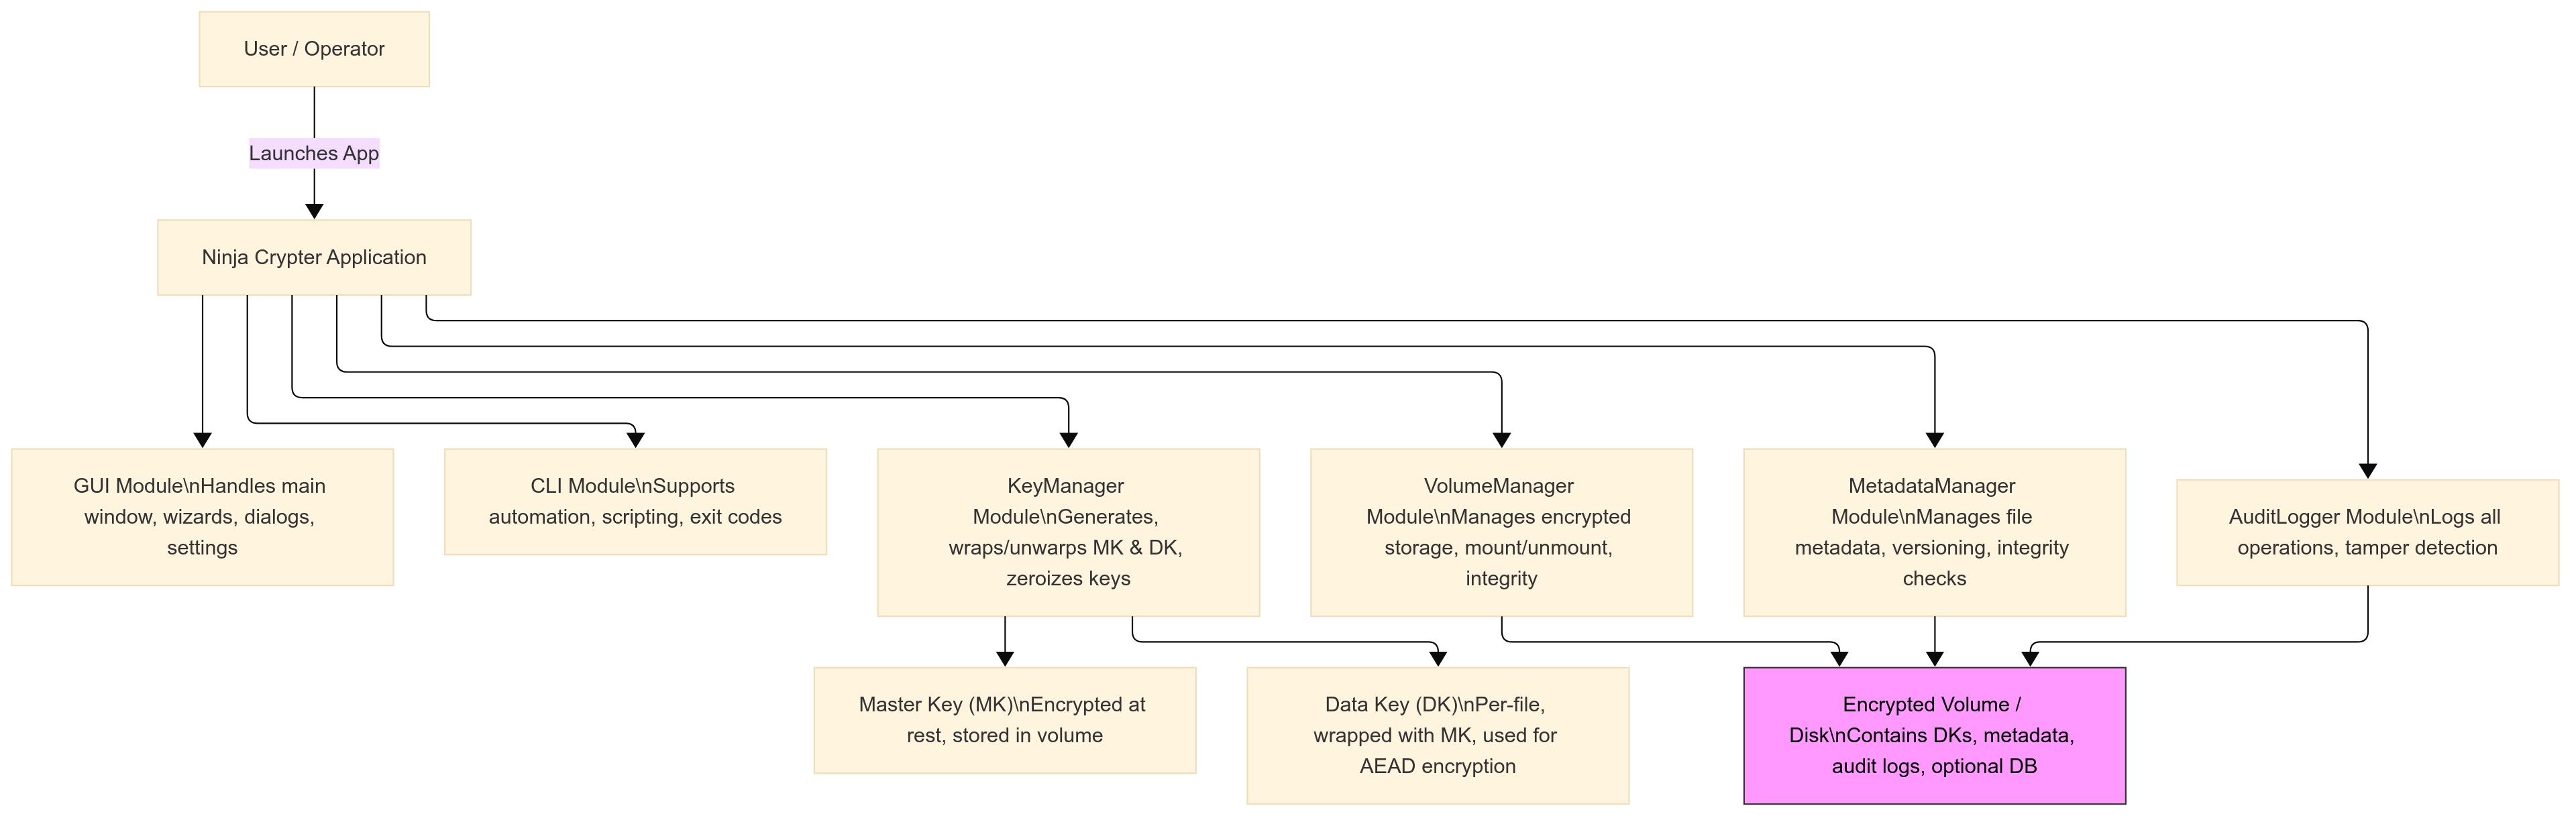 User / Operator
Launches App
Ninja Crypter Application
GUI Module\nHandles main
window, wizards, dialogs,
settings
CLI Module\nSupports
automation, scripting, exit codes
KeyManager
Module\nGenerates,
wraps/unwarps MK & DK,
zeroizes keys
VolumeManager
Module\nManages encrypted
storage, mount/unmount,
integrity
MetadataManager
Module\nManages file
metadata, versioning, integrity
checks
AuditLogger Module\nLogs all
operations, tamper detection
Master Key (MK)\nEncrypted at
rest, stored in volume
Data Key (DK)\nPer-file,
wrapped with MK, used for
AEAD encryption
Encrypted Volume /
Disk\nContains DKs, metadata,
audit logs, optional DB